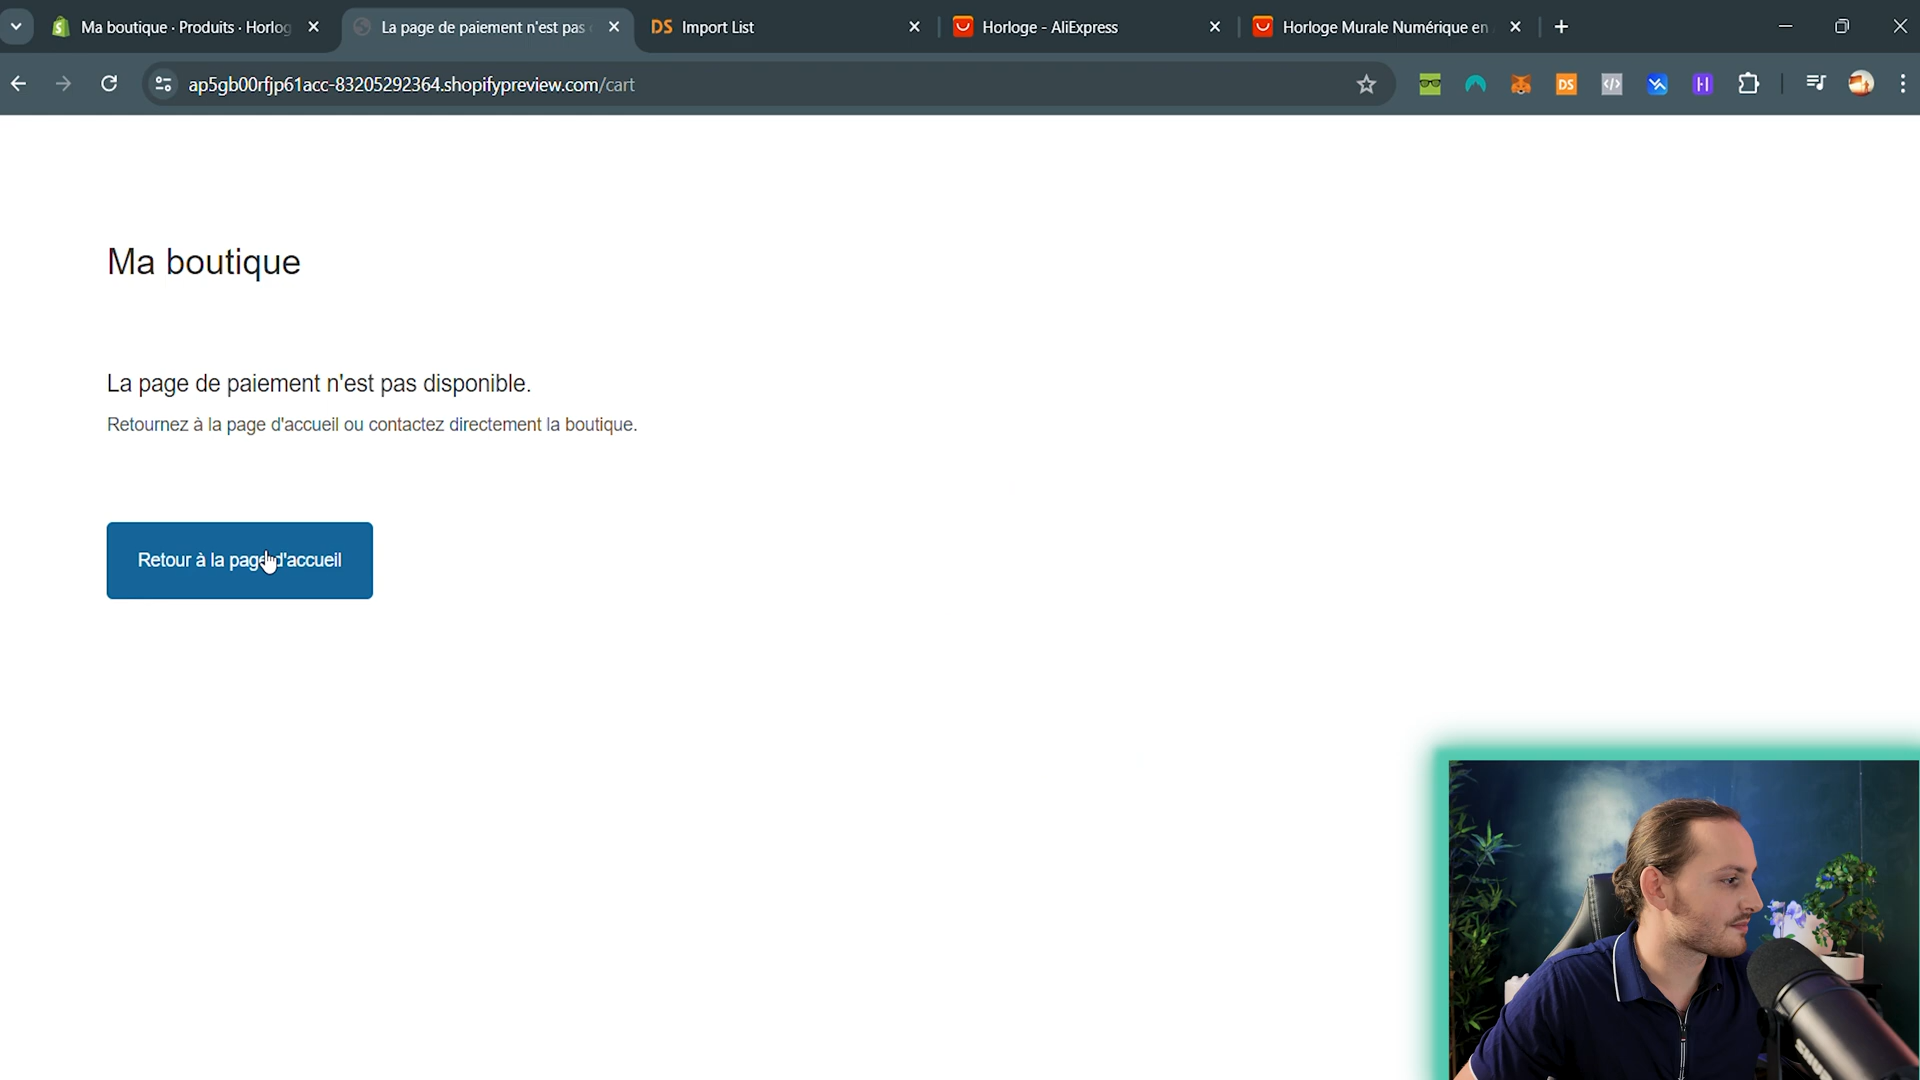 Ma boutique · Produits · Horlog
La page de paiement n'est pas
DS Import List
Horloge - AliExpress
Horloge Murale Numérique en
ap5gb00rfjp61acc-83205292364.shopifypreview.com/cart
DS
Ma boutique
La page de paiement n'est pas disponible.
Retournez à la page d'accueil ou contactez directement la boutique.
Retour à la page d'accueil